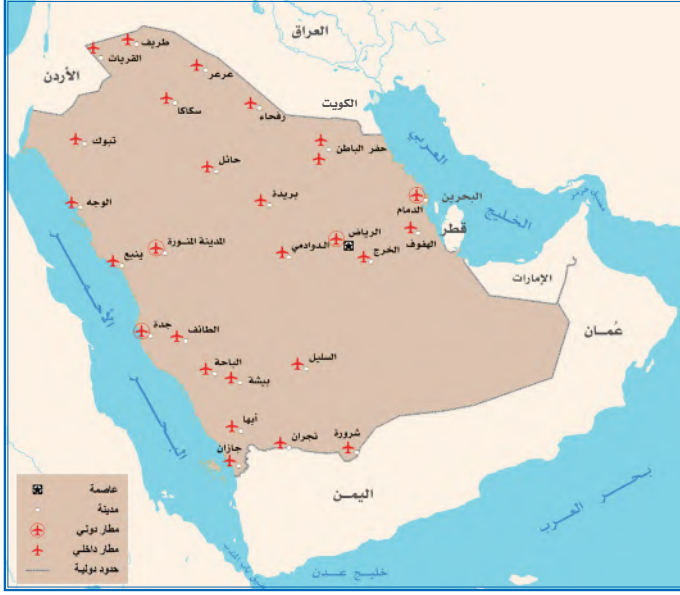 العراق
طريف
القريات
عرعر
الأردن
سكاكا
رفحاء
الكويت
تبوك
حفر الباطن
حائل
العربي
البحرين
الدمام
الخليج
الوجه
بريدة
قطر
الهفوف
الرياض
الخرج
الدوادمي
المدينة المنورة
ينبع
الإمارات
الأحمر
عُمان
جدة
الطائف
السليل
الباحة
بيشة
البحر
أبها
نجران
شرورة
جازان
اليمن
بحر العرب
خليج عدن
عاصمة
مدينة
مطار دولي
مطار داخلي
حدود دولية